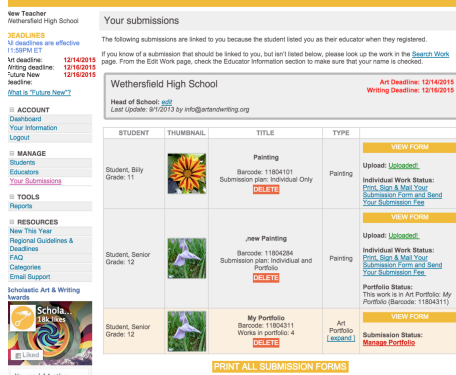 New Teacher
Wethersfield High School
DEADLINES
All deadlines are effective
11:59PM ET
Art deadline: 12/14/2015
Writing deadline: 12/16/2015
Future New 12/16/2015
deadline:
What is "Future New"?
ACCOUNT
Dashboard
Your Information
Logout
MANAGE
Students
Educators
Your Submissions
TOOLS
Reports
RESOURCES
New This Year
Regional Guidelines &
Deadlines
FAQ
Categories
Email Support
Scholastic Art & Writing
Awards
Schola...
18k likes
Liked
Your submissions
The following submissions are linked to you because the student listed you as their educator when they registered.
If you know of a submission that should be linked to you, but isn't listed below, please look up the work in the Search Work
page. From the Edit Work page, check the Educator Information section to make sure that your name is checked.
Wethersfield High School
Art Deadline: 12/14/2015
Writing Deadline: 12/16/2015
Head of School: edit
Last Update: 9/1/2013 by info@artandwriting.org
STUDENT THUMBNAIL TITLE TYPE
Student, Billy
Grade: 11
Painting
Barcode: 11804101
Submission plan: Individual Only
DELETE
Painting
VIEW FORM
Upload: Uploaded!
Individual Work Status:
Print, Sign & Mail Your
Submission Form and Send
Your Submission Fee
Student, Senior
Grade: 12
,new Painting
Barcode: 11804284
Submission plan: Individual and
Portfolio
DELETE
Painting
VIEW FORM
Upload: Uploaded!
Individual Work Status:
Print, Sign & Mail Your
Submission Form and Send
Your Submission Fee
Portfolio Status:
This work is in Art Portfolio: My
Portfolio (Barcode: 11804311)
Student, Senior
Grade: 12
My Portfolio
Barcode: 11804311
Works in portfolio: 4
DELETE
Art
Portfolio
[ expand ]
VIEW FORM
Submission Status:
Manage Portfolio
PRINT ALL SUBMISSION FORMS